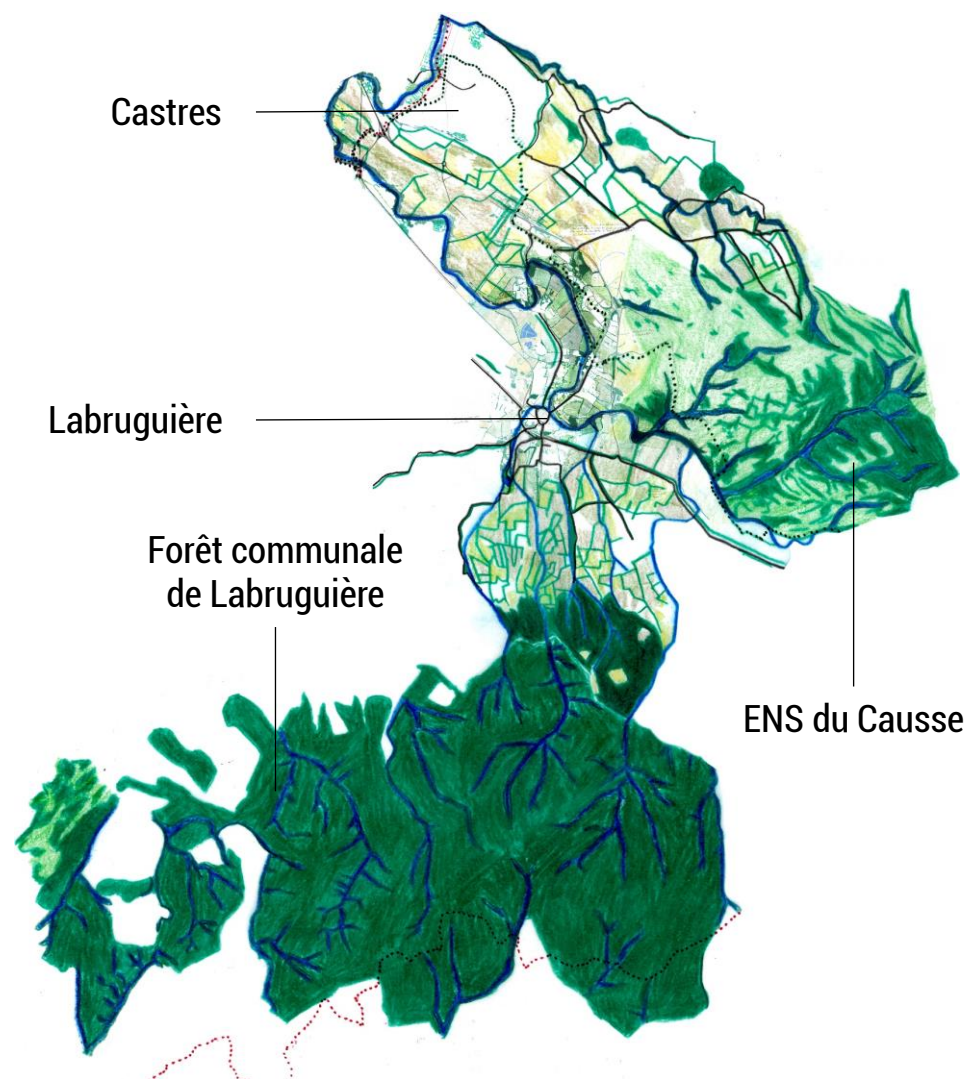 Castres
Labruguière
Forêt communale
de Labruguière
ENS du Causse